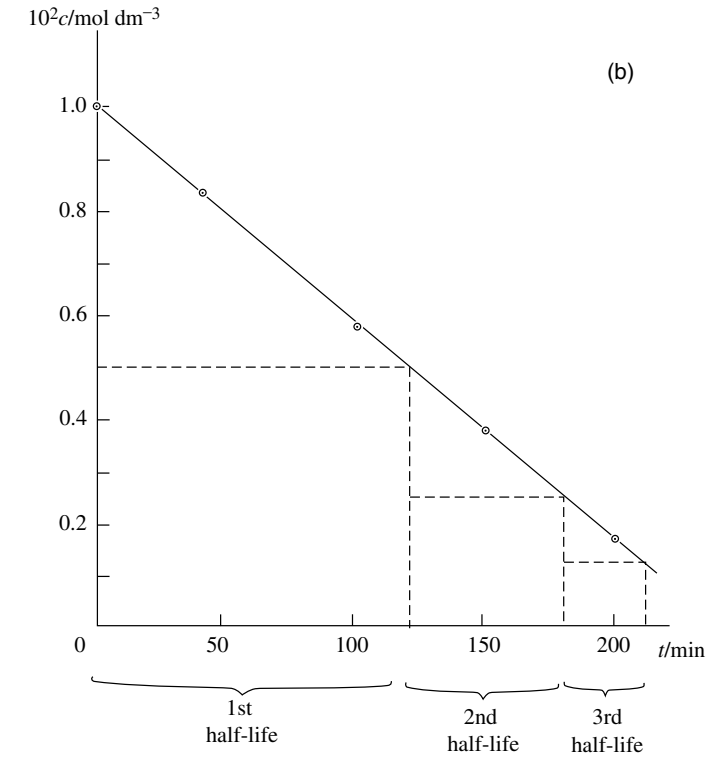 10²c/mol dm⁻³
(b)
1.0
0.8
0.6
0.4
0.2
0
50
100
150
200
t/min
1st
half-life
2nd
half-life
3rd
half-life